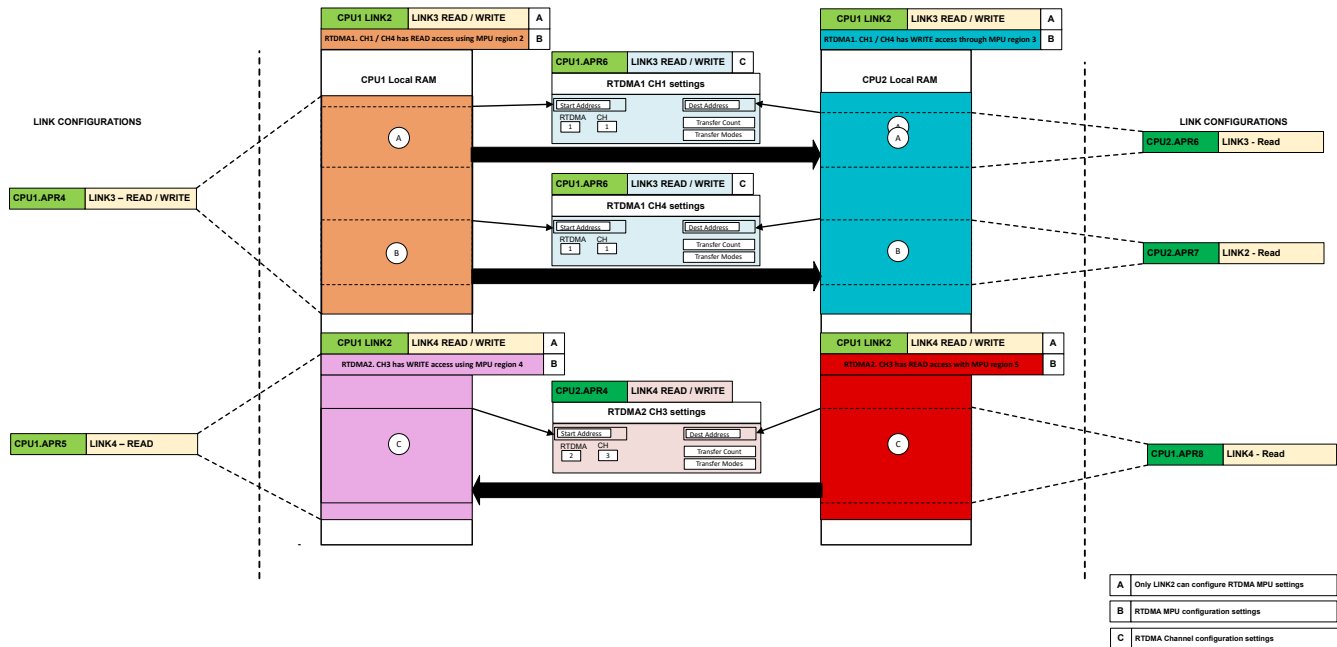 CPU1 LINK2 LINK3 READ / WRITE A
RTDMA1. CH1 / CH4 has READ access using MPU region 2 B
CPU1 Local RAM
CPU1 LINK2 LINK3 READ / WRITE A
RTDMA1. CH1 / CH4 has WRITE access through MPU region 3 B
CPU2 Local RAM
CPU1.APR6 LINK3 READ / WRITE C
RTDMA1 CH1 settings
Start Address Dest Address
RTDMA CH
1 1
Transfer Count
Transfer Modes
LINK CONFIGURATIONS
A
A
A
LINK CONFIGURATIONS
CPU2.APR6 LINK3 - Read
CPU1.APR4 LINK3 – READ / WRITE
CPU1.APR6 LINK3 READ / WRITE C
RTDMA1 CH4 settings
Start Address Dest Address
RTDMA CH
1 1
Transfer Count
Transfer Modes
B
B
CPU2.APR7 LINK2 - Read
CPU1 LINK2 LINK4 READ / WRITE A
RTDMA2. CH3 has WRITE access using MPU region 4 B
CPU1 LINK2 LINK4 READ / WRITE A
RTDMA2. CH3 has READ access with MPU region 5 B
CPU2.APR4 LINK4 READ / WRITE
RTDMA2 CH3 settings
Start Address Dest Address
RTDMA CH
2 3
Transfer Count
Transfer Modes
CPU1.APR5 LINK4 – READ
C
C
CPU1.APR8 LINK4 - Read
A Only LINK2 can configure RTDMA MPU settings
B RTDMA MPU configuration settings
C RTDMA Channel configuration settings